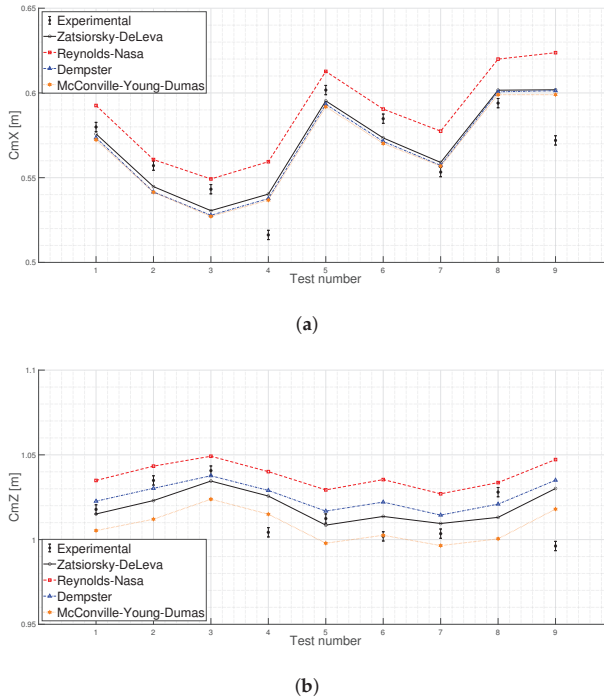 0.65
0.6
0.55
0.5
CmX [m]
Experimental
Zatsiorsky-DeLeva
Reynolds-Nasa
Dempster
McConville-Young-Dumas
1 2 3 4 5 6 7 8 9
Test number
(a)
1.1
1.05
1
0.95
CmZ [m]
Experimental
Zatsiorsky-DeLeva
Reynolds-Nasa
Dempster
McConville-Young-Dumas
1 2 3 4 5 6 7 8 9
Test number
(b)